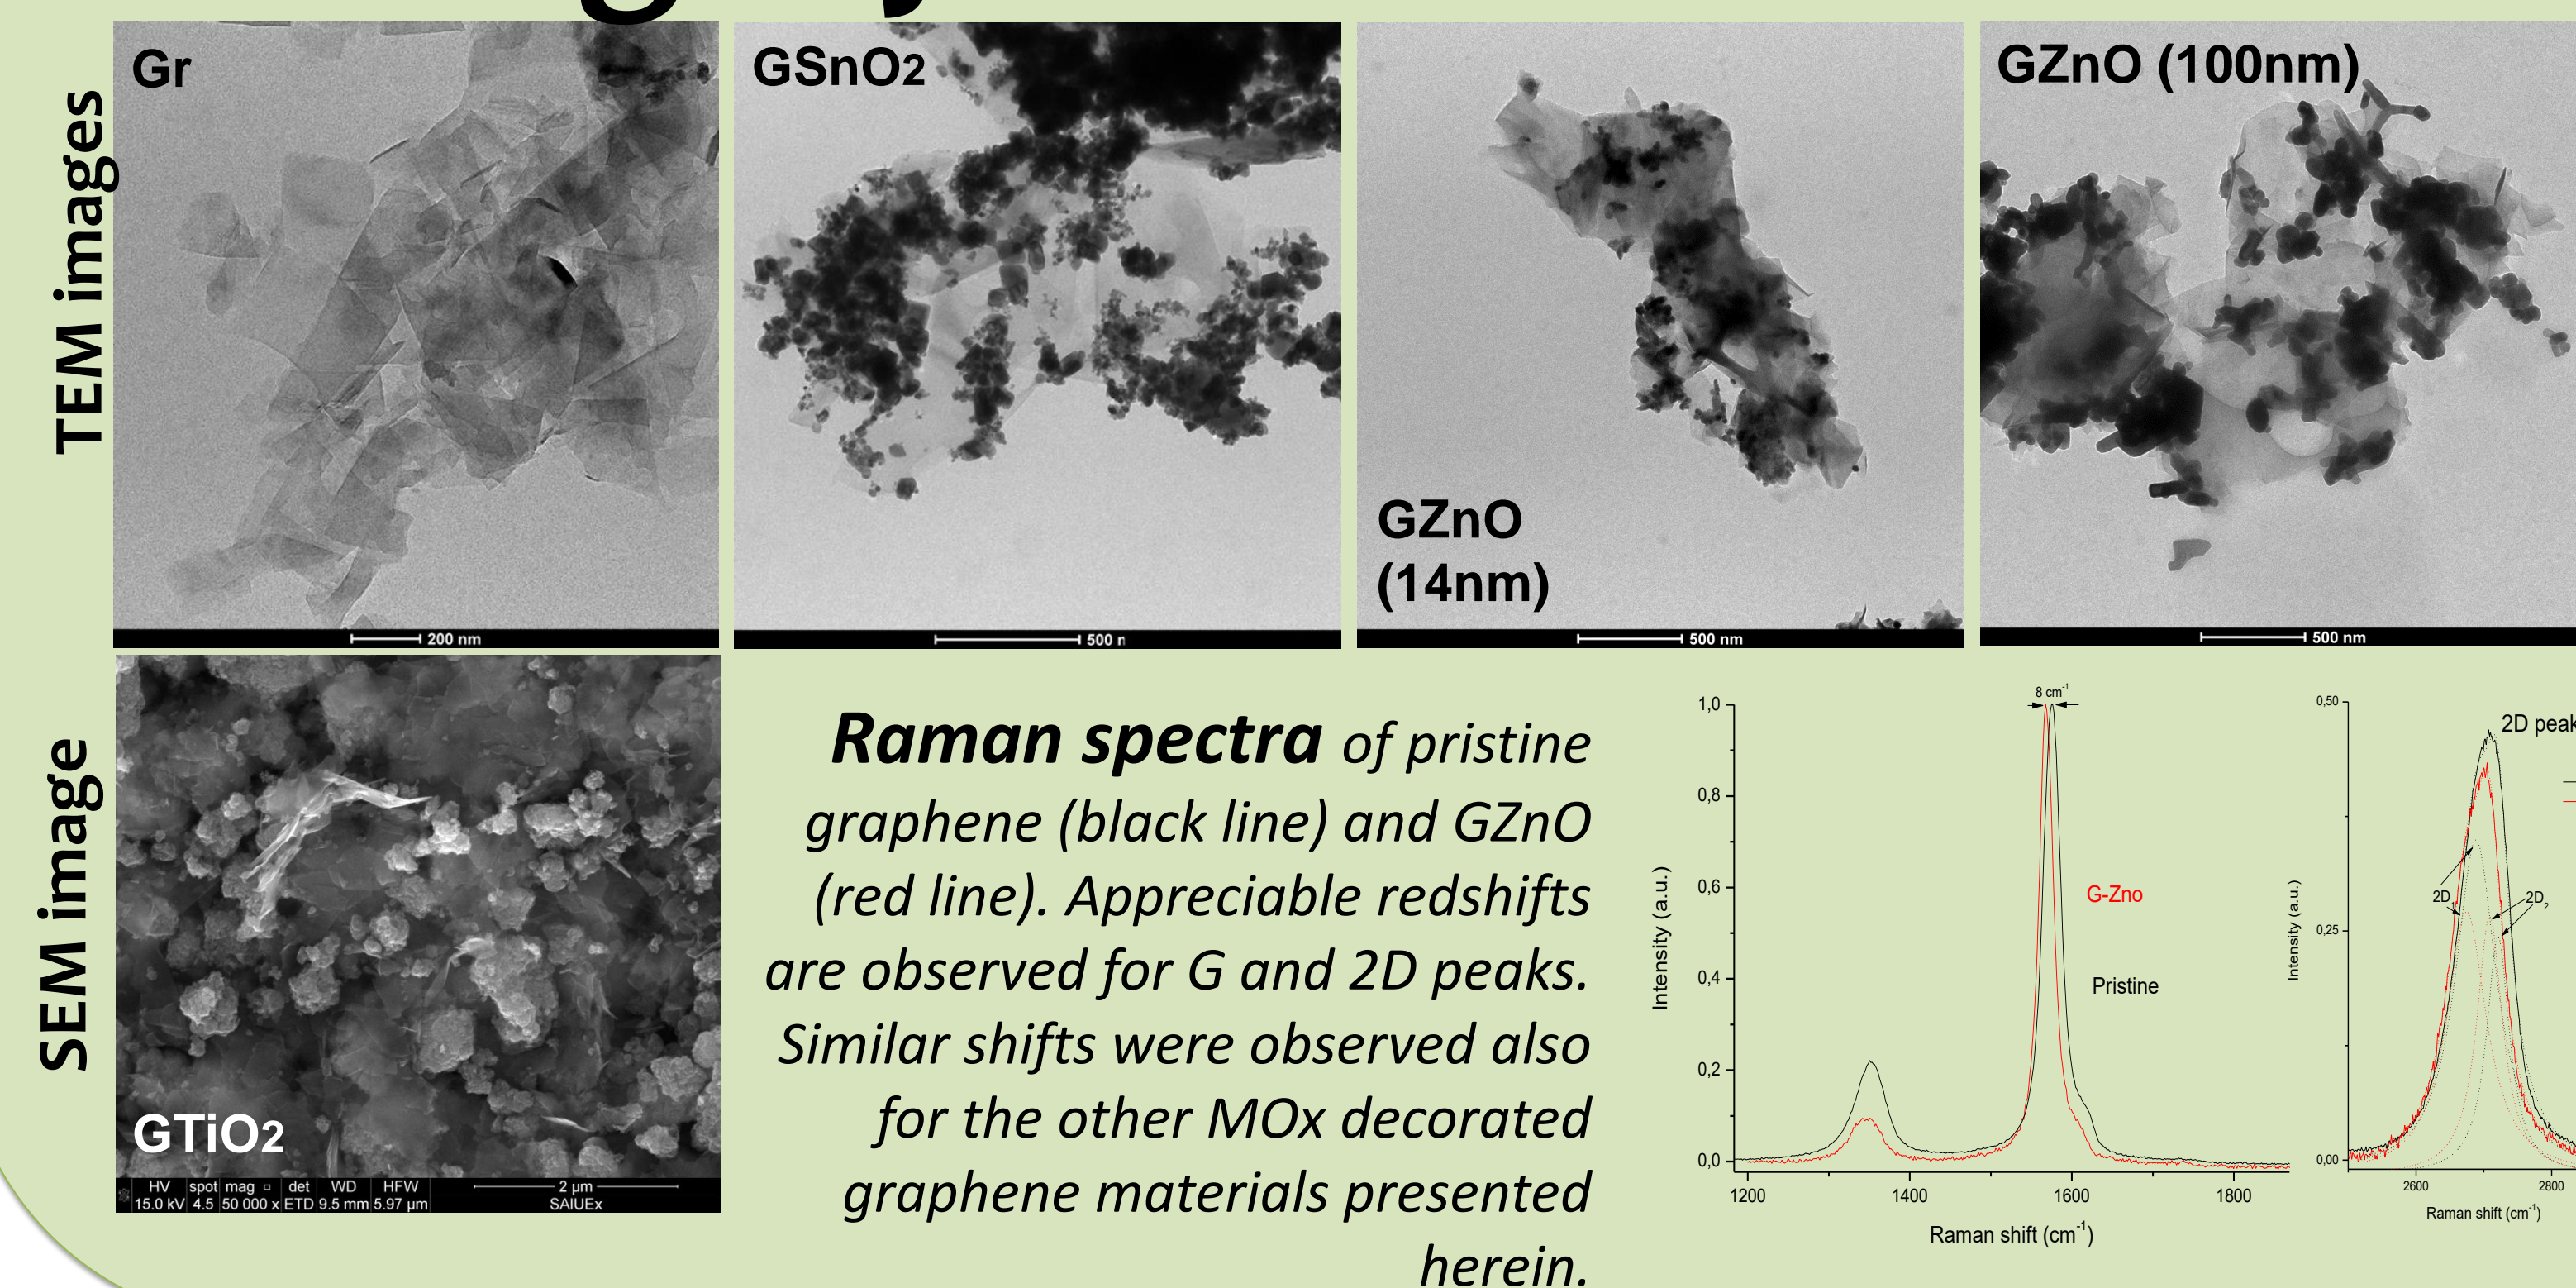 TEM images
Gr
200 nm
GSnO2
500 n
GZnO
(14nm)
500 nm
GZnO (100nm)
500 nm
SEM image
GTiO2
HV spot mag □ det WD HFW
15.0 kV 4.5 50 000 x ETD 9.5 mm 5.97 µm
2 µm
SAIUEx
Raman spectra of pristine
graphene (black line) and GZnO
(red line). Appreciable redshifts
are observed for G and 2D peaks.
Similar shifts were observed also
for the other MOx decorated
graphene materials presented
herein.
8 cm⁻¹
1,0
0,8
0,6
0,4
0,2
0,0
Intensity (a.u.)
G-Zno
Pristine
1200 1400 1600 1800
Raman shift (cm⁻¹)
0,50
0,25
0,00
Intensity (a.u.)
2D peak
2D₁
2D₂
2600 2800
Raman shift (cm⁻¹)